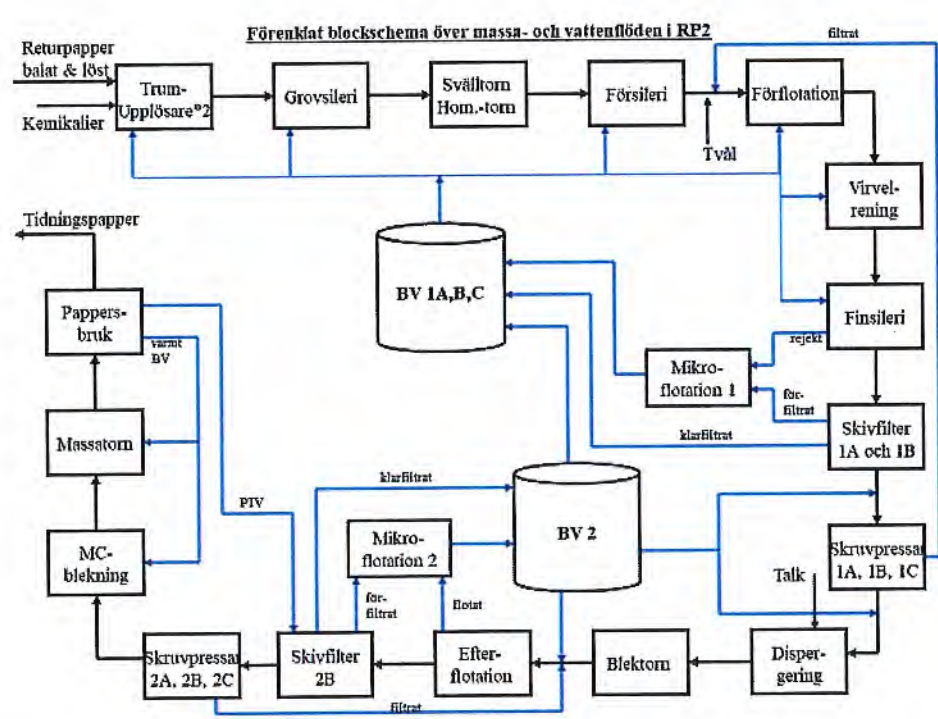 Förenklat blockschema över massa- och vattenflöden i RP2
filtrat
Returpapper
balat & löst
Kemikalier
Trum-
Upplösare*2
Grovsileri
Svälltorn
Hom.-torn
Försileri
Förflotation
Tvål
Virvel-
rening
Tidningspapper
BV 1A,B,C
Pappers-
bruk
varmt
BV
Finsileri
rejekt
Mikro-
flotation 1
för-
filtrat
klarfiltrat
Skivfilter
1A och 1B
Massatorn
PTV
klarfiltrat
BV 2
Mikro-
flotation 2
MC-
blekning
Skruvpressar
1A, 1B, 1C
Talk
för-
filtrat
flotat
Skruvpressar
2A, 2B, 2C
Skivfilter
2B
Efter-
flotation
Blektorn
Disper-
gering
filtrat